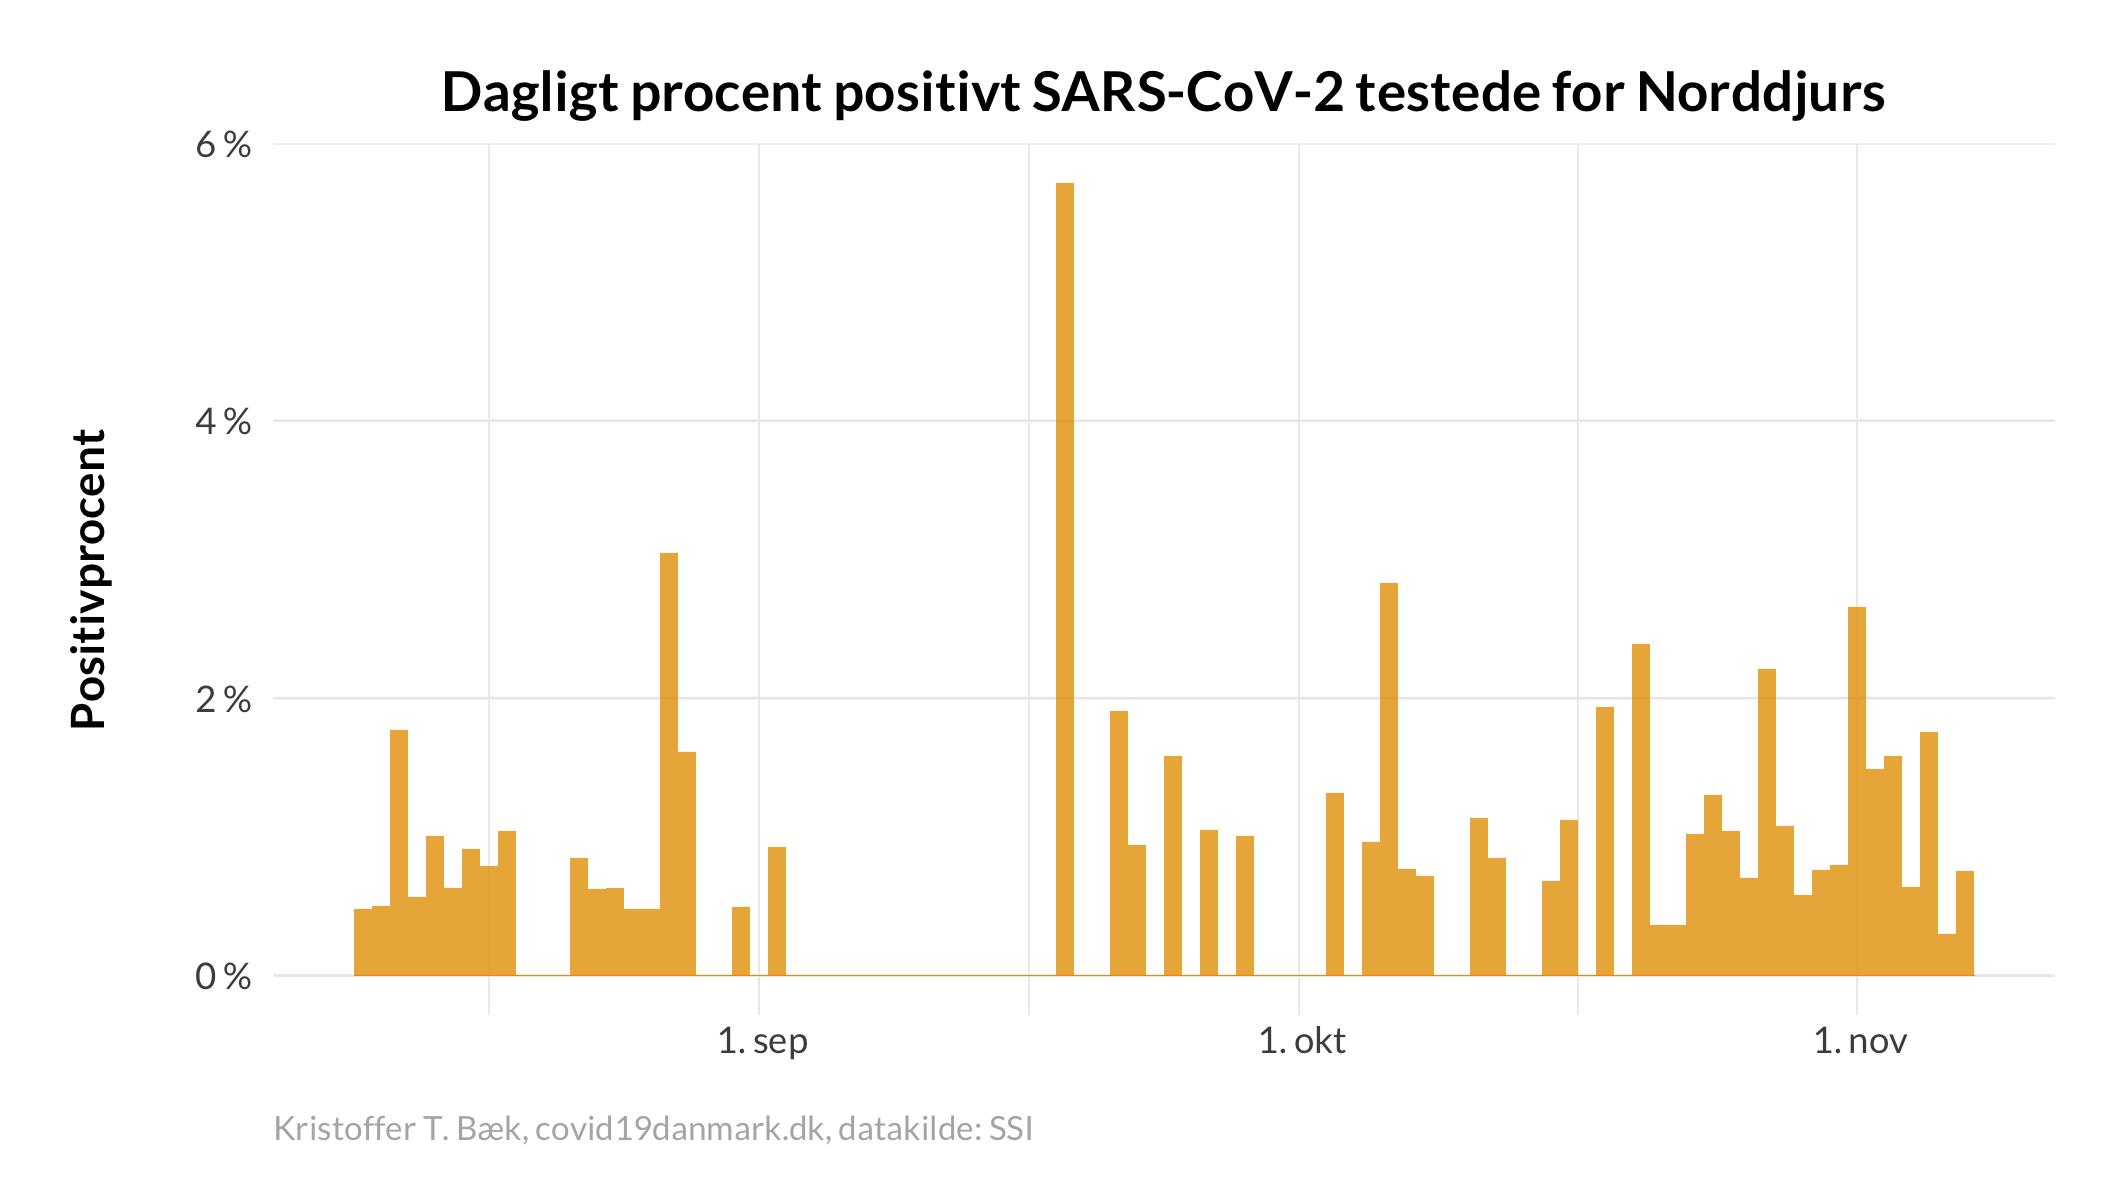 Dagligt procent positivt SARS-CoV-2 testede for Norddjurs
Positivprocent
6 %
4 %
2 %
0 %
1. sep
1. okt
1. nov
Kristoffer T. Bæk, covid19danmark.dk, datakilde: SSI